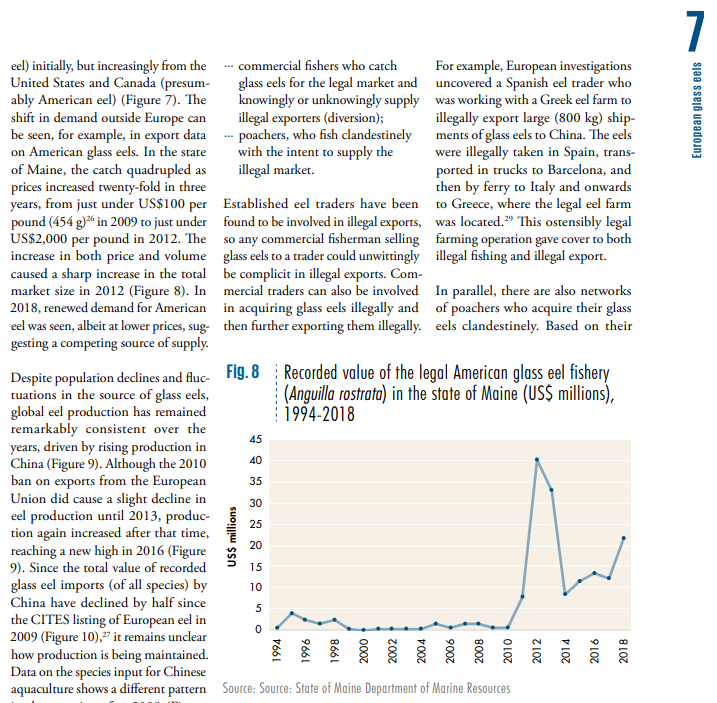 7
European glass eels
eel) initially, but increasingly from the
United States and Canada (presum-
ably American eel) (Figure 7). The
shift in demand outside Europe can
be seen, for example, in export data
on American glass eels. In the state
of Maine, the catch quadrupled as
prices increased twenty-fold in three
years, from just under US$100 per
pound (454 g)26 in 2009 to just under
US$2,000 per pound in 2012. The
increase in both price and volume
caused a sharp increase in the total
market size in 2012 (Figure 8). In
2018, renewed demand for American
eel was seen, albeit at lower prices, sug-
gesting a competing source of supply.
Despite population declines and fluc-
tuations in the source of glass eels,
global eel production has remained
remarkably consistent over the
years, driven by rising production in
China (Figure 9). Although the 2010
ban on exports from the European
Union did cause a slight decline in
eel production until 2013, produc-
tion again increased after that time,
reaching a new high in 2016 (Figure
9). Since the total value of recorded
glass eel imports (of all species) by
China have declined by half since
the CITES listing of European eel in
2009 (Figure 10),27 it remains unclear
how production is being maintained.
Data on the species input for Chinese
aquaculture shows a different pattern
--- commercial fishers who catch
glass eels for the legal market and
knowingly or unknowingly supply
illegal exporters (diversion);
--- poachers, who fish clandestinely
with the intent to supply the
illegal market.
Established eel traders have been
found to be involved in illegal exports,
so any commercial fisherman selling
glass eels to a trader could unwittingly
be complicit in illegal exports. Com-
mercial traders can also be involved
in acquiring glass eels illegally and
then further exporting them illegally.
For example, European investigations
uncovered a Spanish eel trader who
was working with a Greek eel farm to
illegally export large (800 kg) ship-
ments of glass eels to China. The eels
were illegally taken in Spain, trans-
ported in trucks to Barcelona, and
then by ferry to Italy and onwards
to Greece, where the legal eel farm
was located.29 This ostensibly legal
farming operation gave cover to both
illegal fishing and illegal export.
In parallel, there are also networks
of poachers who acquire their glass
eels clandestinely. Based on their
Fig. 8
Recorded value of the legal American glass eel fishery
(Anguilla rostrata) in the state of Maine (US$ millions),
1994-2018
US$ millions
45
40
35
30
25
20
15
10
5
0
1994
1996
1998
2000
2002
2004
2006
2008
2010
2012
2014
2016
2018
Source: Source: State of Maine Department of Marine Resources